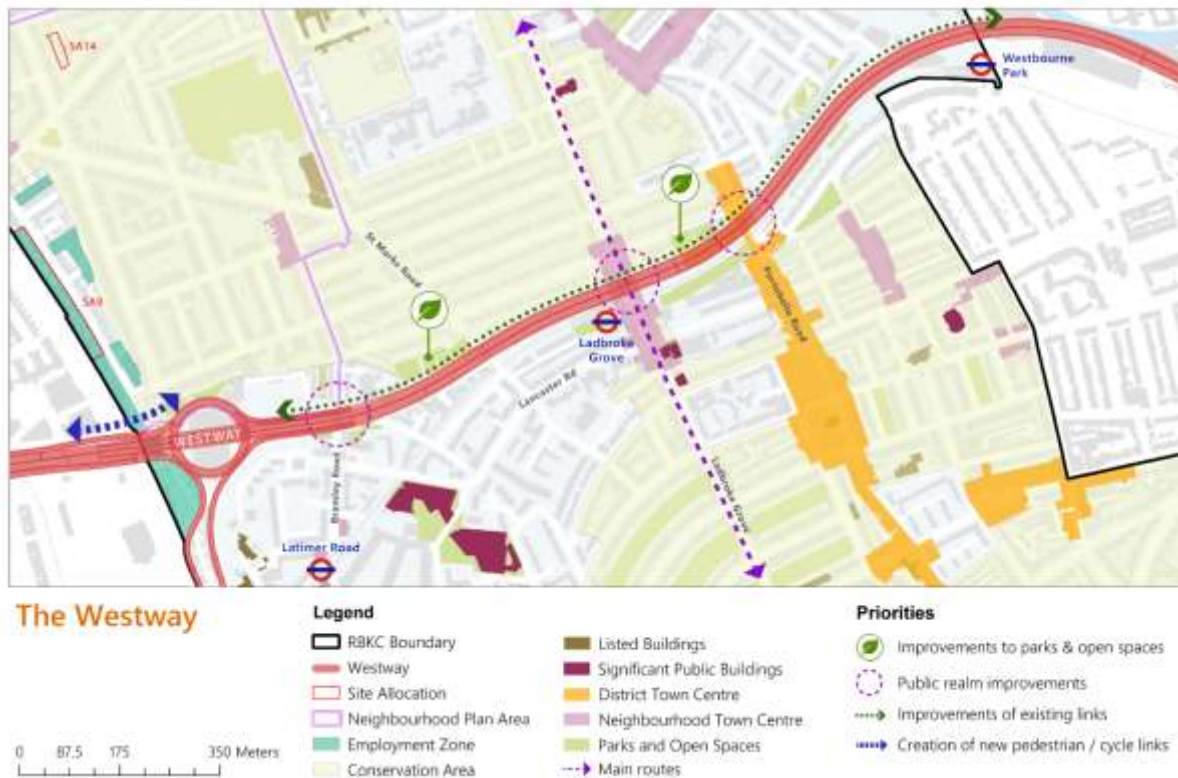 SA14
Westbourne
Park
St Marks Road
Portobello Road
SA9
Ladbroke
Grove
Lancaster Rd
WESTWAY
Bramley Road
Ladbroke Grove
Latimer Road
The Westway
Legend
RBKC Boundary
Westway
Site Allocation
Neighbourhood Plan Area
Employment Zone
Conservation Area
Listed Buildings
Significant Public Buildings
District Town Centre
Neighbourhood Town Centre
Parks and Open Spaces
Main routes
Priorities
Improvements to parks & open spaces
Public realm improvements
Improvements of existing links
Creation of new pedestrian / cycle links
0 87.5 175 350 Meters